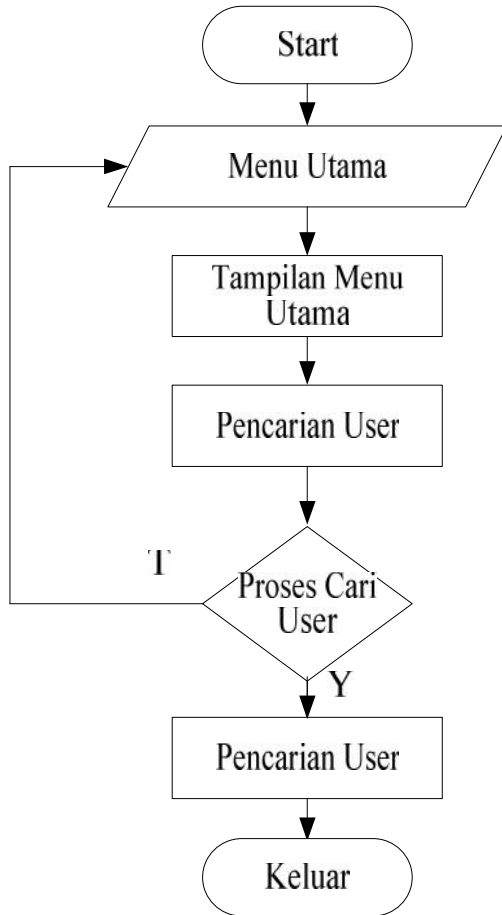 Start
Menu Utama
Tampilan Menu
Utama
Pencarian User
T
Proses Cari
User
Y
Pencarian User
Keluar